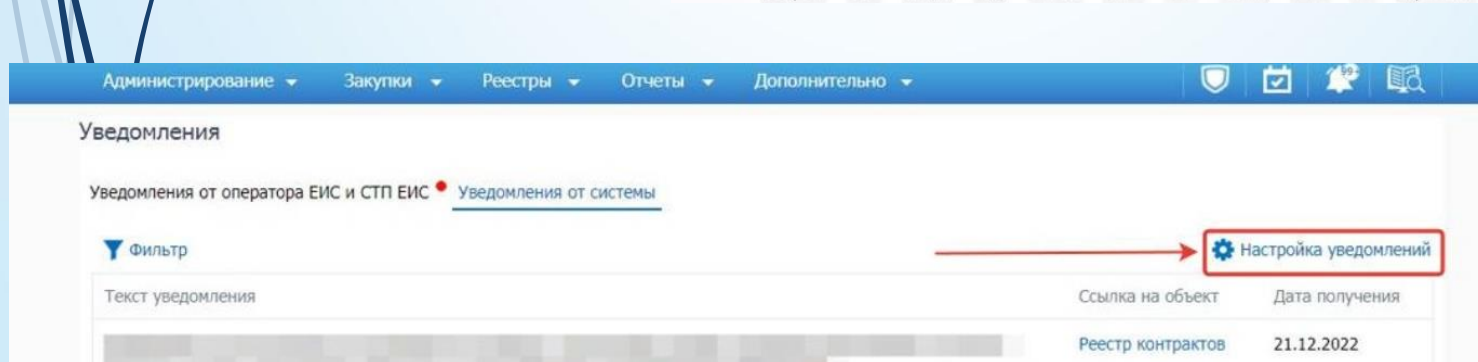 Администрирование Закупки Реестры Отчеты Дополнительно 99+
Уведомления
Уведомления от оператора ЕИС и СТП ЕИС Уведомления от системы
Фильтр Настройка уведомлений
Текст уведомления Ссылка на объект Дата получения
Реестр контрактов 21.12.2022